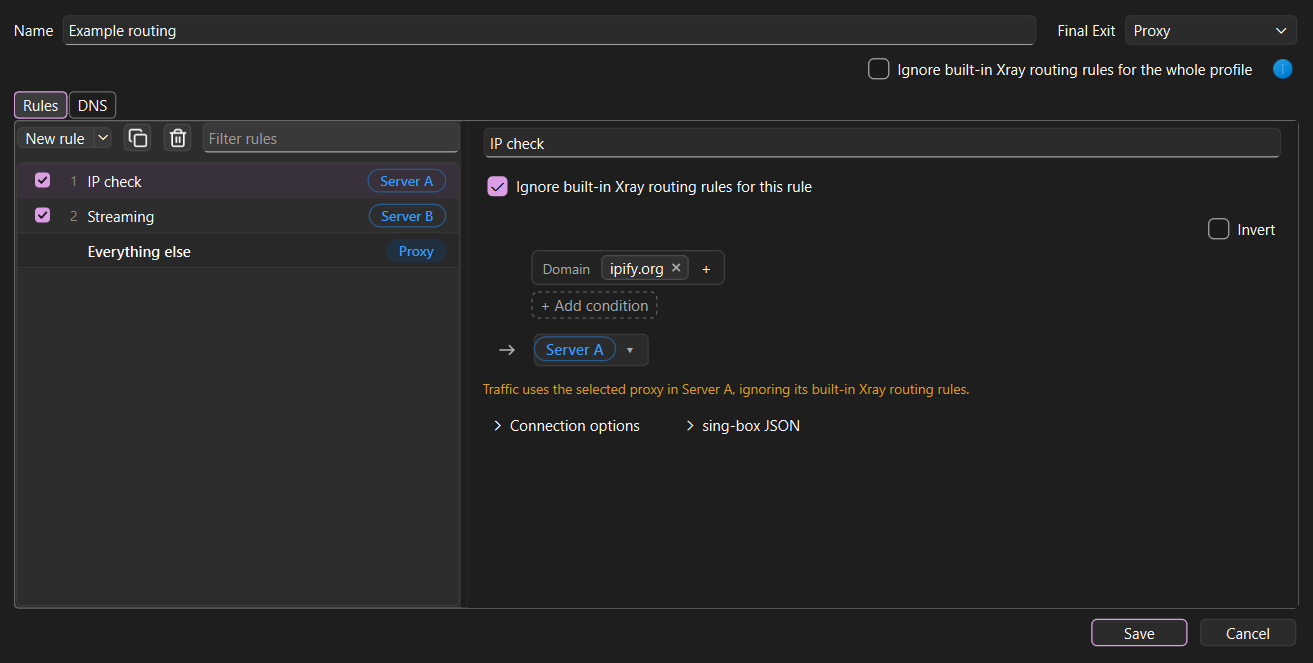 Name Example routing Final Exit Proxy
Ignore built-in Xray routing rules for the whole profile
Rules DNS
New rule Filter rules
1 IP check Server A
2 Streaming Server B
Everything else Proxy
IP check
Ignore built-in Xray routing rules for this rule
Invert
Domain ipify.org × +
+ Add condition
→ Server A ▾
Traffic uses the selected proxy in Server A, ignoring its built-in Xray routing rules.
> Connection options > sing-box JSON
Save Cancel